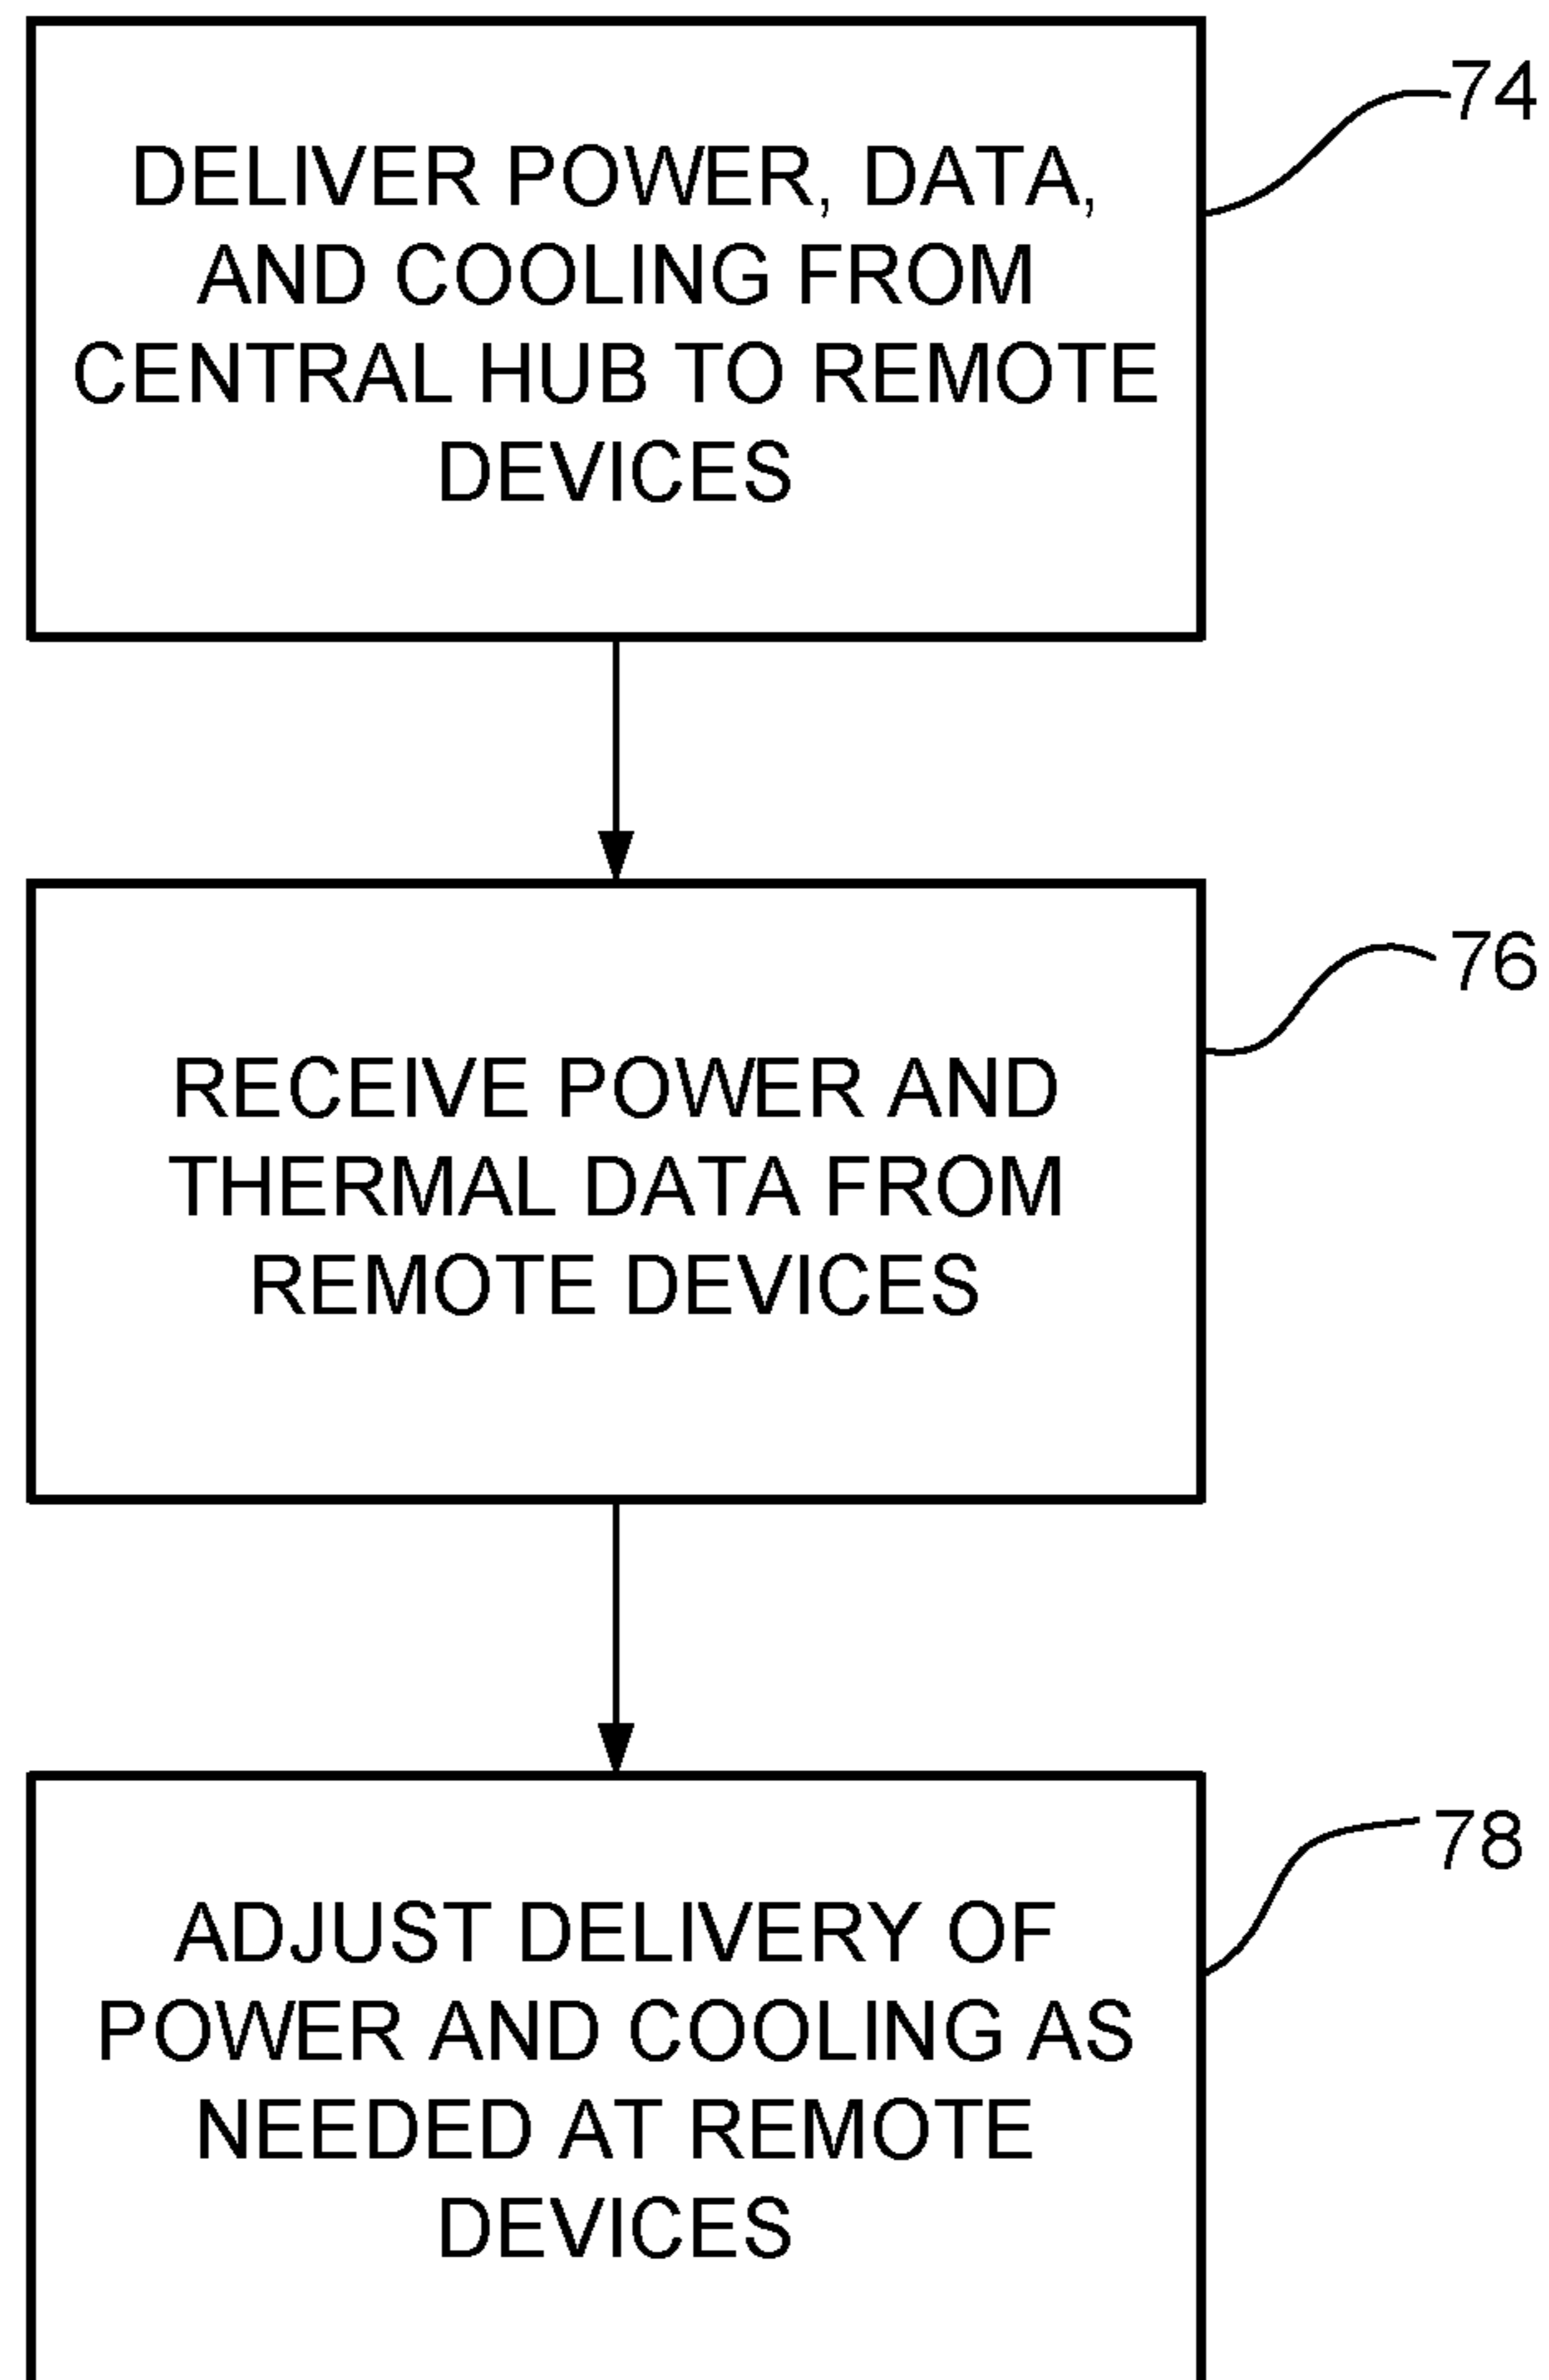 74
DELIVER POWER, DATA,
AND COOLING FROM
CENTRAL HUB TO REMOTE
DEVICES
76
RECEIVE POWER AND
THERMAL DATA FROM
REMOTE DEVICES
78
ADJUST DELIVERY OF
POWER AND COOLING AS
NEEDED AT REMOTE
DEVICES